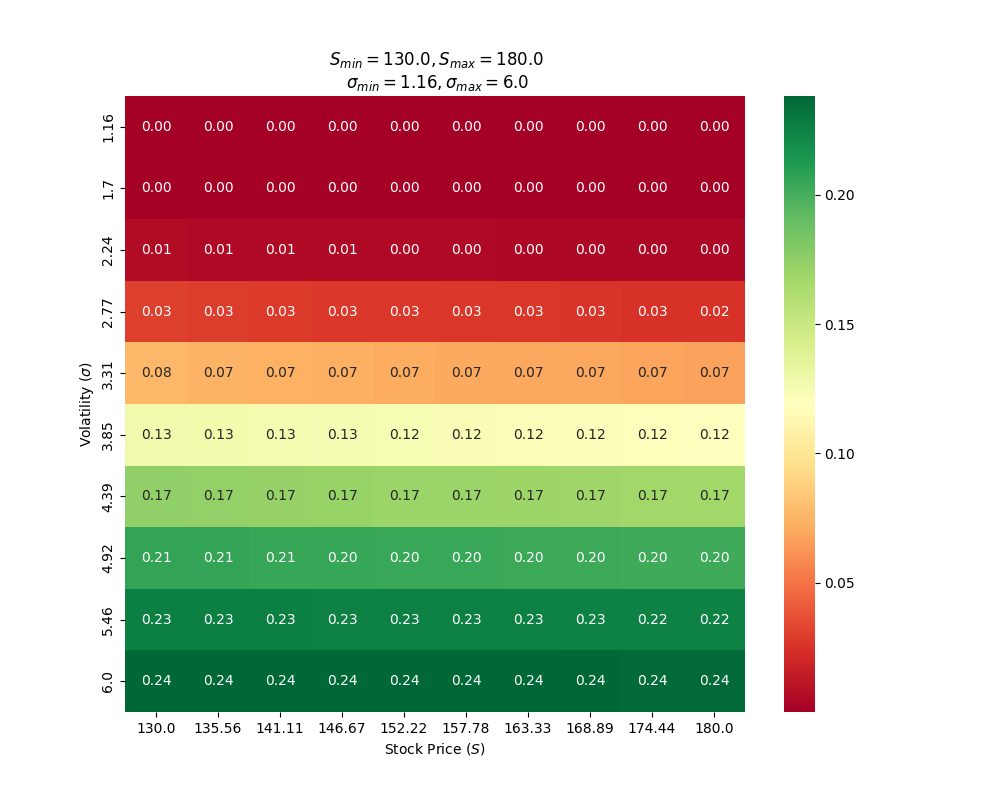 S_min = 130.0, S_max = 180.0
σ_min = 1.16, σ_max = 6.0
Volatility (σ)
1.16 0.00 0.00 0.00 0.00 0.00 0.00 0.00 0.00 0.00 0.00
1.7 0.00 0.00 0.00 0.00 0.00 0.00 0.00 0.00 0.00 0.00
2.24 0.01 0.01 0.01 0.01 0.00 0.00 0.00 0.00 0.00 0.00
2.77 0.03 0.03 0.03 0.03 0.03 0.03 0.03 0.03 0.03 0.02
3.31 0.08 0.07 0.07 0.07 0.07 0.07 0.07 0.07 0.07 0.07
3.85 0.13 0.13 0.13 0.13 0.12 0.12 0.12 0.12 0.12 0.12
4.39 0.17 0.17 0.17 0.17 0.17 0.17 0.17 0.17 0.17 0.17
4.92 0.21 0.21 0.21 0.20 0.20 0.20 0.20 0.20 0.20 0.20
5.46 0.23 0.23 0.23 0.23 0.23 0.23 0.23 0.23 0.22 0.22
6.0 0.24 0.24 0.24 0.24 0.24 0.24 0.24 0.24 0.24 0.24
130.0 135.56 141.11 146.67 152.22 157.78 163.33 168.89 174.44 180.0
Stock Price (S)
0.20
0.15
0.10
0.05